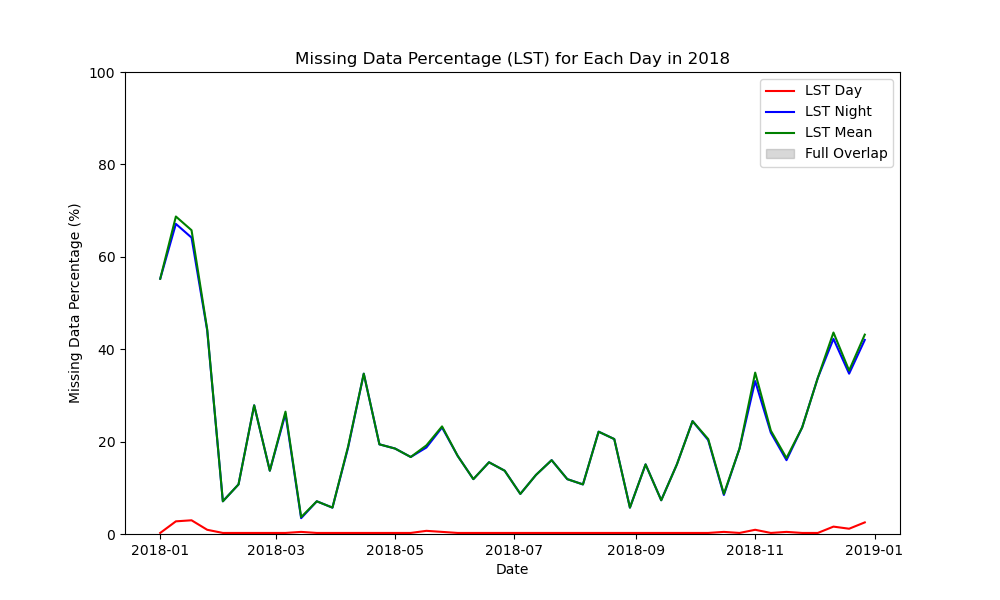 Missing Data Percentage (LST) for Each Day in 2018
LST Day
LST Night
LST Mean
Full Overlap
Missing Data Percentage (%)
100
80
60
40
20
0
2018-01
2018-03
2018-05
2018-07
2018-09
2018-11
2019-01
Date